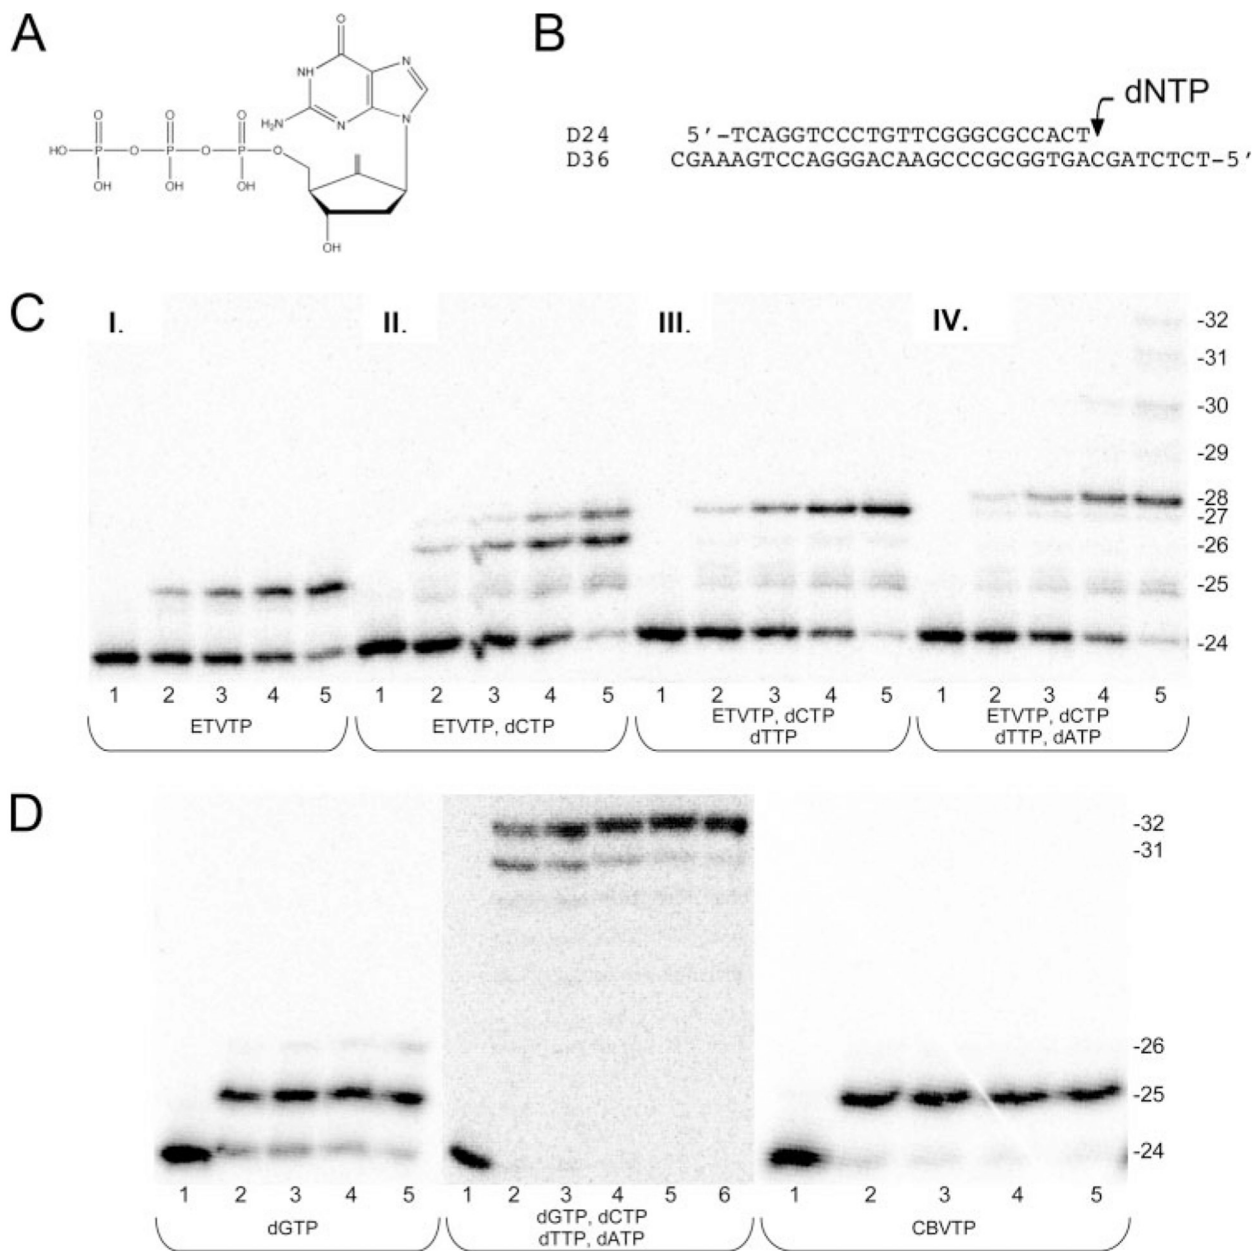 A
O
NH
N
H₂N
N
N
O
O
O
HO
P
O
P
O
P
O
OH
OH
OH
OH
B
dNTP
D24 5′-TCAGGTCCCTGTTCGGGCGCCACT
D36 CGAAAGTCCAGGGACAAGCCCGCGGTGACGATCTCT-5′
C
I. II. III. IV.
-32
-31
-30
-29
-28
-27
-26
-25
-24
1 2 3 4 5 1 2 3 4 5 1 2 3 4 5 1 2 3 4 5
ETVTP
ETVTP, dCTP
ETVTP, dCTP
dTTP
ETVTP, dCTP
dTTP, dATP
D
-32
-31
-26
-25
-24
1 2 3 4 5 1 2 3 4 5 6 1 2 3 4 5
dGTP
dGTP, dCTP
dTTP, dATP
CBVTP